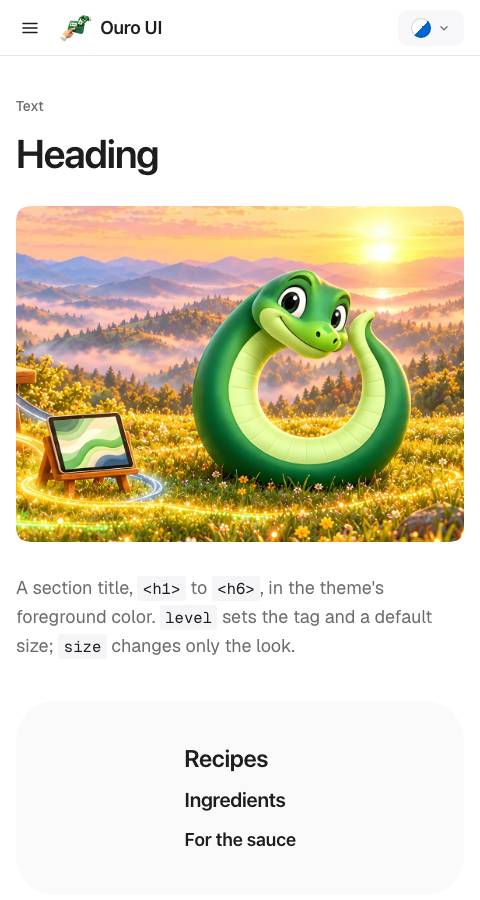 Ouro UI
Text
Heading
A section title, <h1> to <h6>, in the theme's
foreground color. level sets the tag and a default
size; size changes only the look.
Recipes
Ingredients
For the sauce